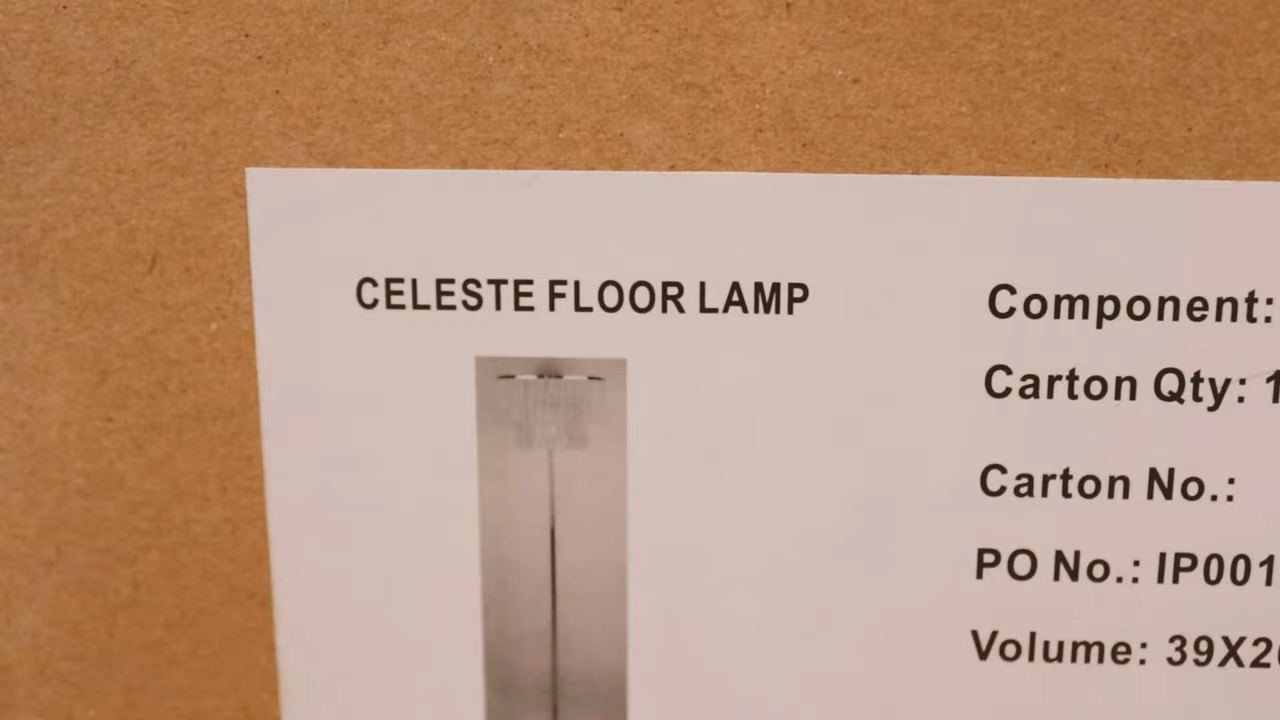 CELESTE FLOOR LAMP
Component:
Carton Qty: 1
Carton No.:
PO No.: IP001
Volume: 39X2